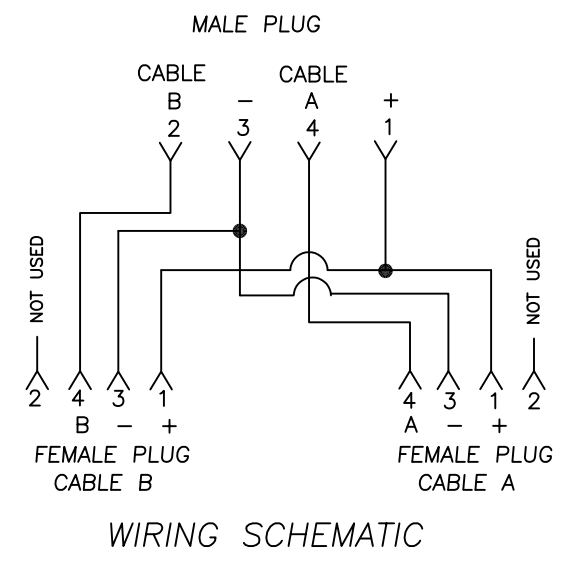 MALE PLUG
CABLE CABLE
B − A +
2 3 4 1
NOT USED
NOT USED
2 4 3 1
4 3 1 2
B − +
A − +
FEMALE PLUG
CABLE B
FEMALE PLUG
CABLE A
WIRING SCHEMATIC